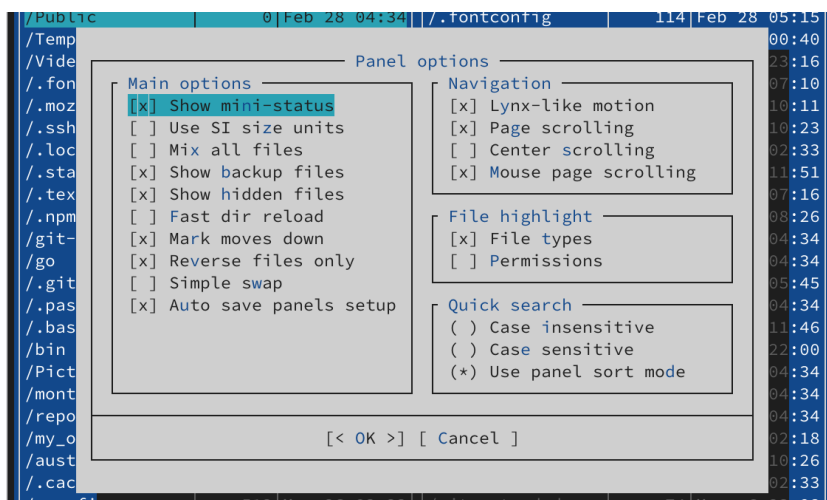 /Public 0 Feb 28 04:34 /.fontconfig 114 Feb 28 05:15
/Temp 00:40
/Vide 23:16
/.fon 07:10
/.moz 10:11
/.ssh 10:23
/.loc 02:33
/.sta 11:51
/.tex 07:16
/.npm 08:26
/git- 04:34
/go 04:34
/.git 05:45
/.pas 04:34
/.bas 11:46
/bin 22:00
/Pict 04:34
/mont 04:34
/repo 04:34
/my_o 02:18
/aust 10:26
/.cac 02:33
Panel options
Main options
[x] Show mini-status
[ ] Use SI size units
[ ] Mix all files
[x] Show backup files
[x] Show hidden files
[ ] Fast dir reload
[x] Mark moves down
[x] Reverse files only
[ ] Simple swap
[x] Auto save panels setup
Navigation
[x] Lynx-like motion
[x] Page scrolling
[ ] Center scrolling
[x] Mouse page scrolling
File highlight
[x] File types
[ ] Permissions
Quick search
( ) Case insensitive
( ) Case sensitive
(*) Use panel sort mode
[< OK >] [ Cancel ]